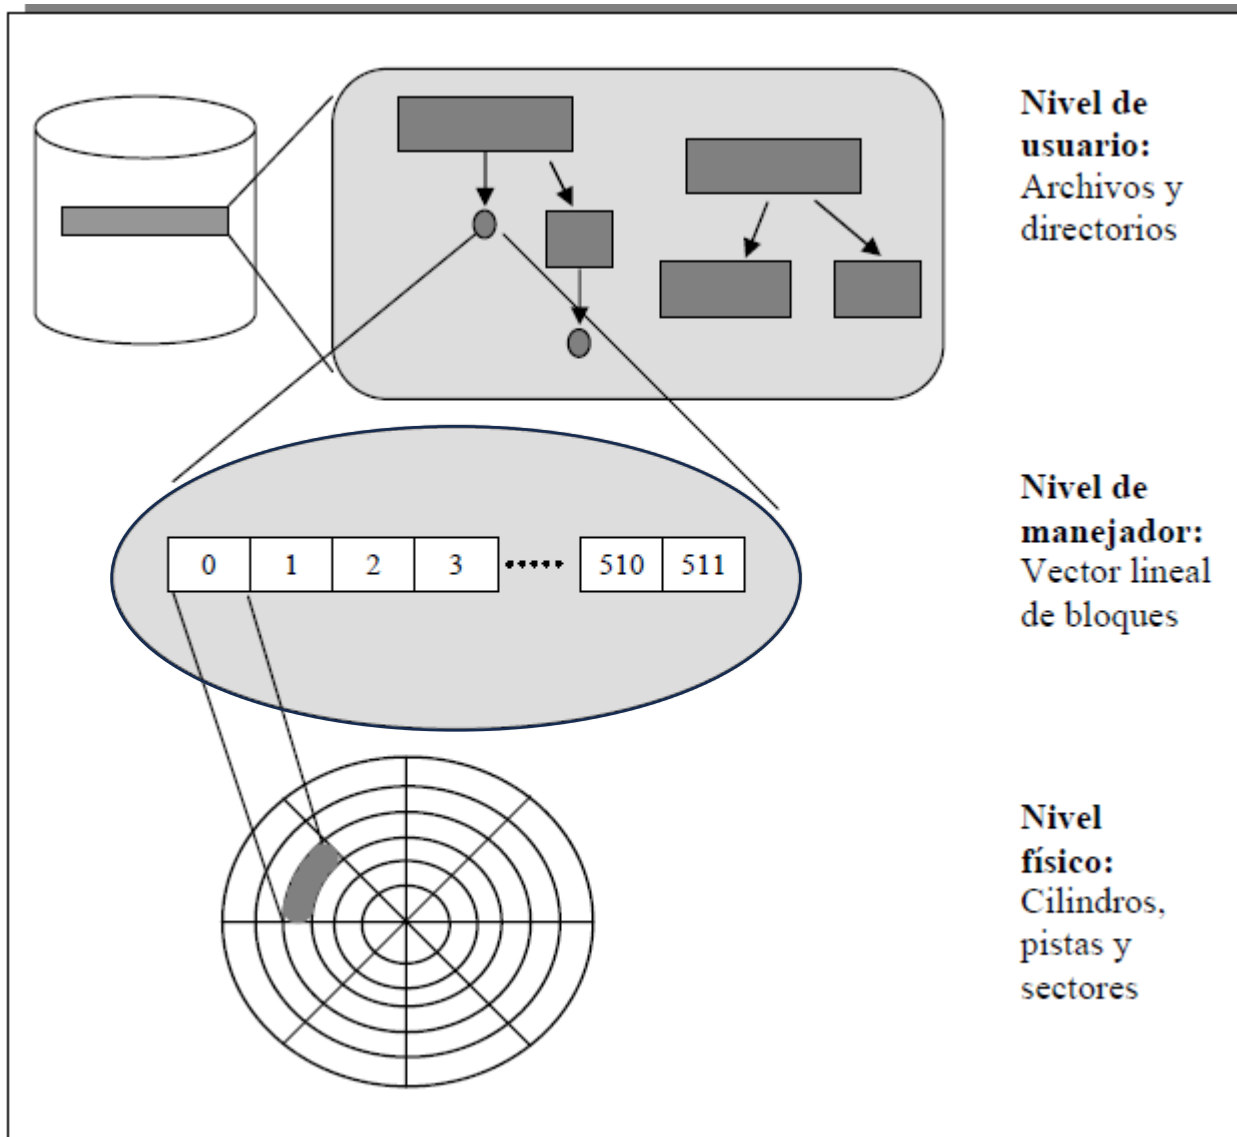 Nivel de
usuario:
Archivos y
directorios
Nivel de
manejador:
Vector lineal
de bloques
0 1 2 3 ..... 510 511
Nivel
físico:
Cilindros,
pistas y
sectores